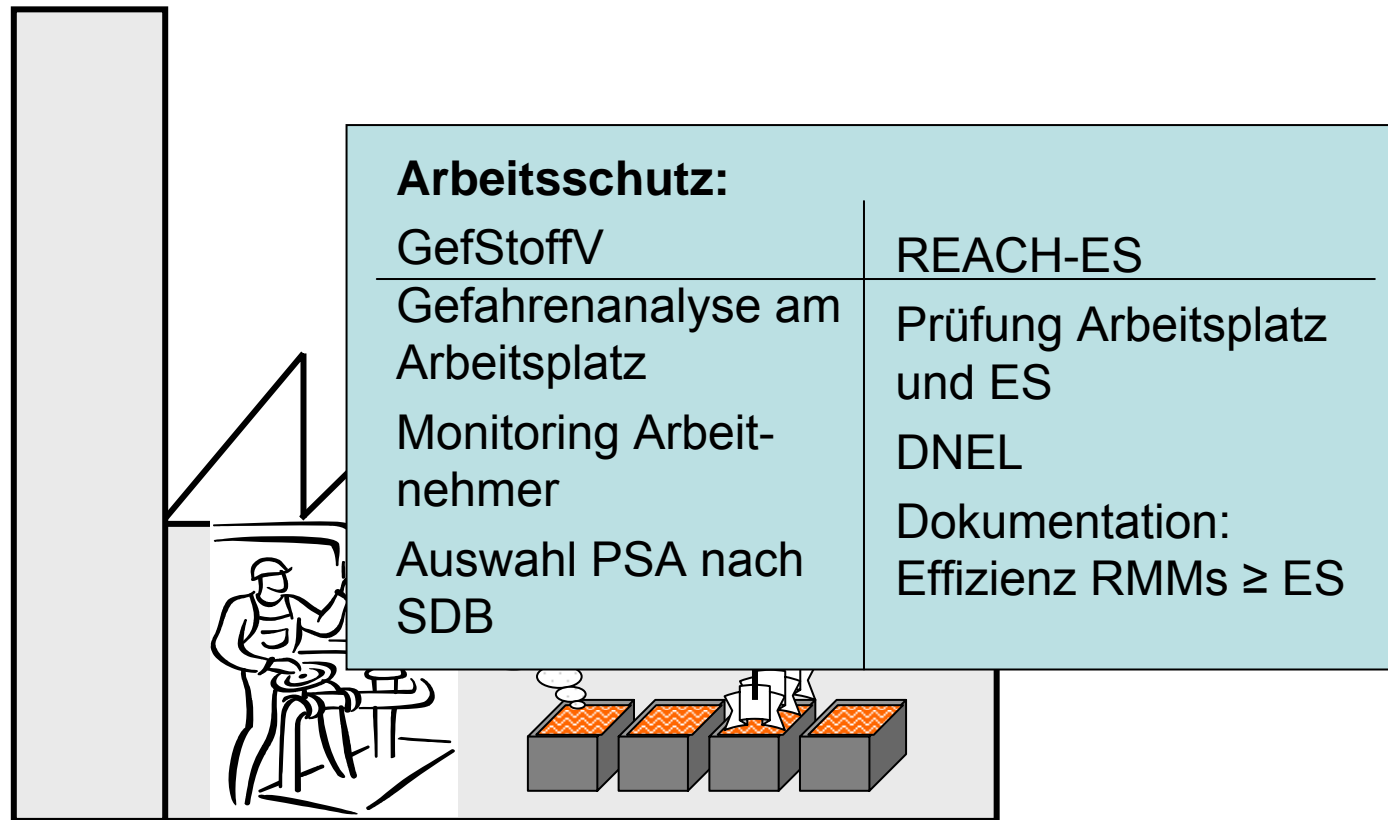 Arbeitsschutz:
GefStoffV
Gefahrenanalyse am
Arbeitsplatz
Monitoring Arbeit-
nehmer
Auswahl PSA nach
SDB
REACH-ES
Prüfung Arbeitsplatz
und ES
DNEL
Dokumentation:
Effizienz RMMs ≥ ES